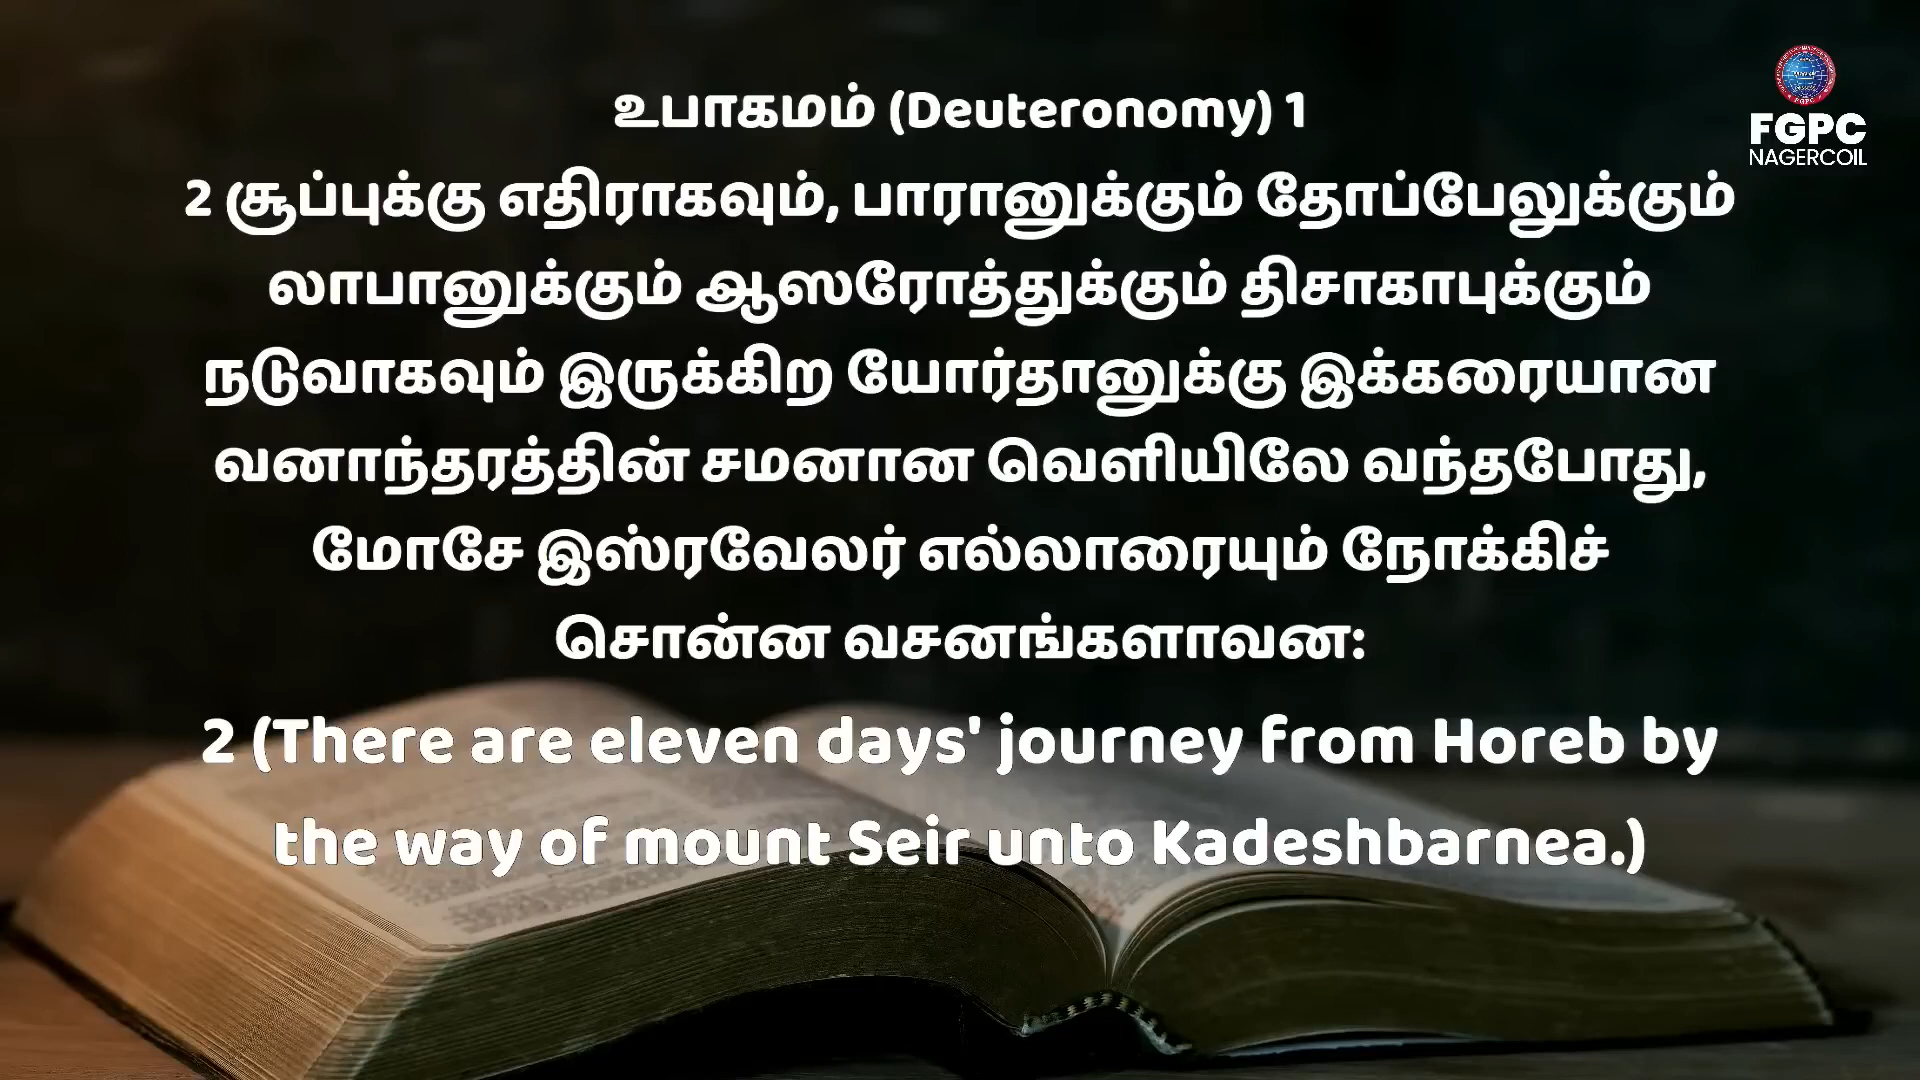 உபாகமம் (Deuteronomy) 1
2 சூப்புக்கு எதிராகவும், பாரானுக்கும் தோப்பேலுக்கும்
லாபானுக்கும் ஆஸரோத்துக்கும் திசாகாபுக்கும்
நடுவாகவும் இருக்கிற யோர்தானுக்கு இக்கரையான
வனாந்தரத்தின் சமனான வெளியிலே வந்தபோது,
மோசே இஸ்ரவேலர் எல்லாரையும் நோக்கிச்
சொன்ன வசனங்களாவன:
2 (There are eleven days' journey from Horeb by
the way of mount Seir unto Kadeshbarnea.)
FGPC
NAGERCOIL